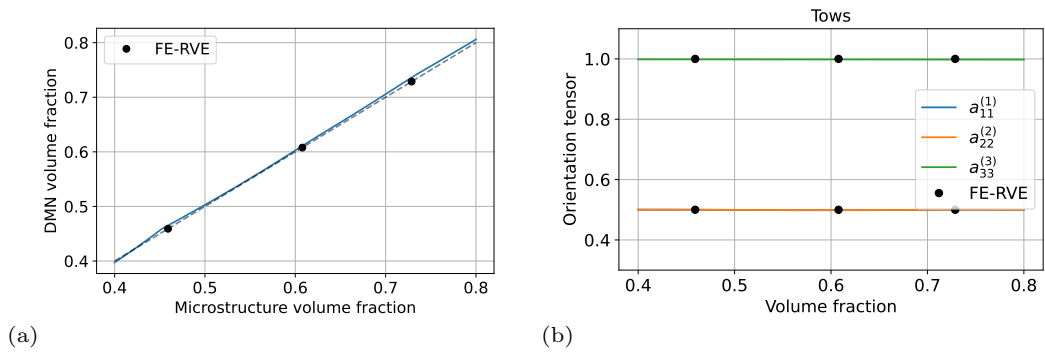 FE-RVE
DMN volume fraction
0.8
0.7
0.6
0.5
0.4
0.4 0.5 0.6 0.7 0.8
Microstructure volume fraction
(a)
Tows
Orientation tensor
1.0
0.8
0.6
0.4
a_{11}^{(1)}
a_{22}^{(2)}
a_{33}^{(3)}
FE-RVE
0.4 0.5 0.6 0.7 0.8
Volume fraction
(b)